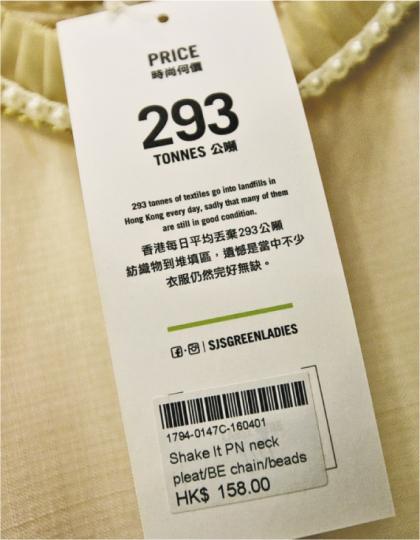 PRICE
時尚何價
293
TONNES 公噸
293 tonnes of textiles go into landfills in
Hong Kong every day, sadly that many of them
are still in good condition.
香港每日平均丟棄293公噸
紡織物到堆填區，遺憾是當中不少
衣服仍然完好無缺。
| SJSGREENLADIES
1794-0147C-160401
Shake It PN neck
pleat/BE chain/beads
HK$ 158.00